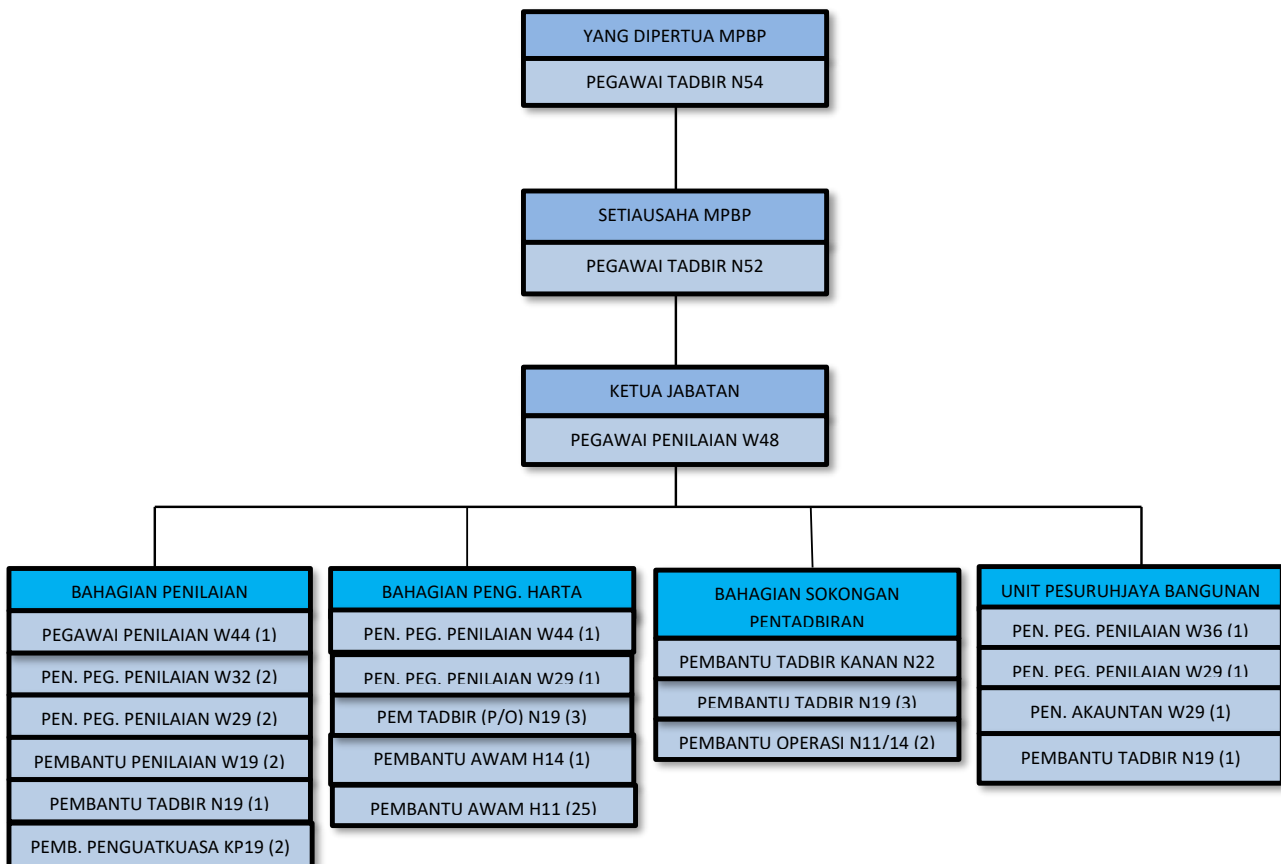 YANG DIPERTUA MPBP
PEGAWAI TADBIR N54
SETIAUSAHA MPBP
PEGAWAI TADBIR N52
KETUA JABATAN
PEGAWAI PENILAIAN W48
BAHAGIAN PENILAIAN
PEGAWAI PENILAIAN W44 (1)
PEN. PEG. PENILAIAN W32 (2)
PEN. PEG. PENILAIAN W29 (2)
PEMBANTU PENILAIAN W19 (2)
PEMBANTU TADBIR N19 (1)
PEMB. PENGUATKUASA KP19 (2)
BAHAGIAN PENG. HARTA
PEN. PEG. PENILAIAN W44 (1)
PEN. PEG. PENILAIAN W29 (1)
PEM TADBIR (P/O) N19 (3)
PEMBANTU AWAM H14 (1)
PEMBANTU AWAM H11 (25)
BAHAGIAN SOKONGAN
PENTADBIRAN
PEMBANTU TADBIR KANAN N22
PEMBANTU TADBIR N19 (3)
PEMBANTU OPERASI N11/14 (2)
UNIT PESURUHJAYA BANGUNAN
PEN. PEG. PENILAIAN W36 (1)
PEN. PEG. PENILAIAN W29 (1)
PEN. AKAUNTAN W29 (1)
PEMBANTU TADBIR N19 (1)